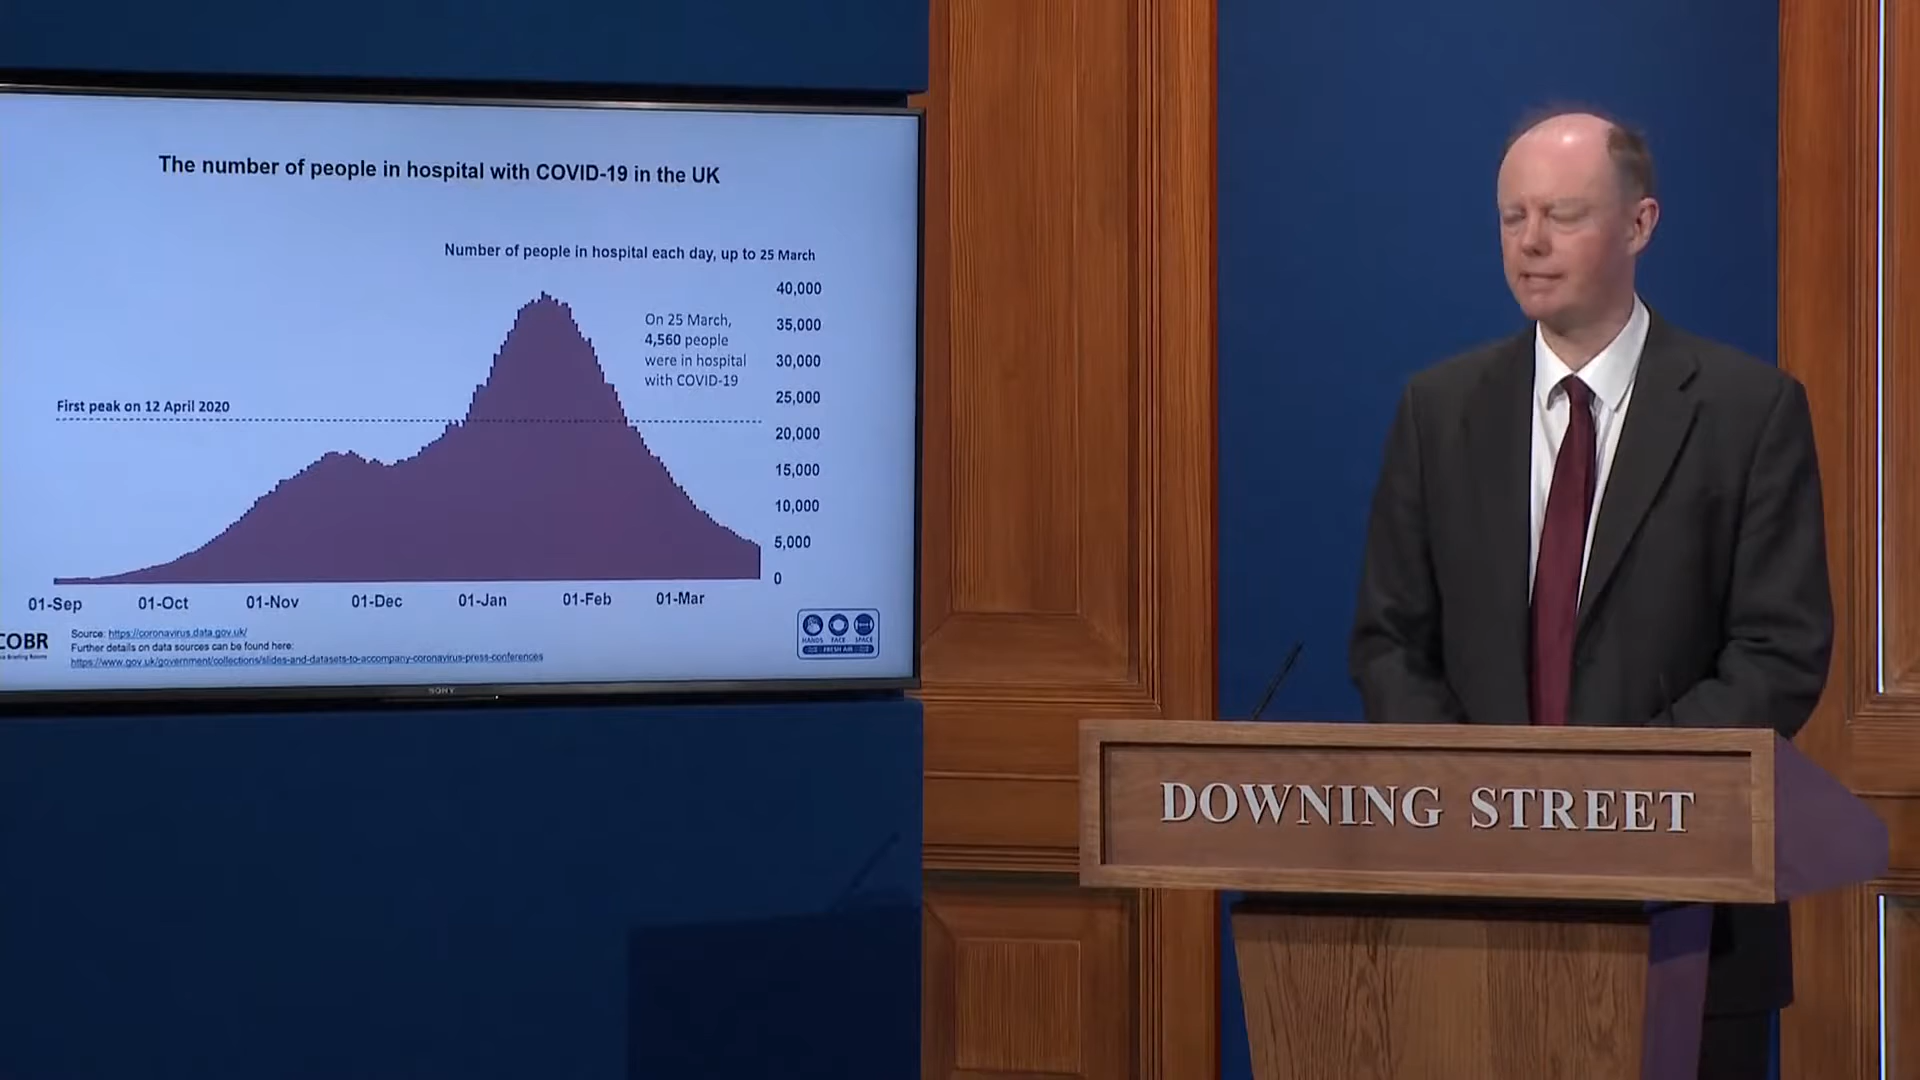 The number of people in hospital with COVID-19 in the UK
Number of people in hospital each day, up to 25 March
40,000
35,000
30,000
25,000
20,000
15,000
10,000
5,000
0
On 25 March,
4,560 people
were in hospital
with COVID-19
First peak on 12 April 2020
01-Sep 01-Oct 01-Nov 01-Dec 01-Jan 01-Feb 01-Mar
COBR
Source: https://coronavirus.data.gov.uk/
Further details on data sources can be found here:
https://www.gov.uk/government/collections/slides-and-datasets-to-accompany-coronavirus-press-conferences
HANDS FACE SPACE
FRESH AIR
SONY
DOWNING STREET